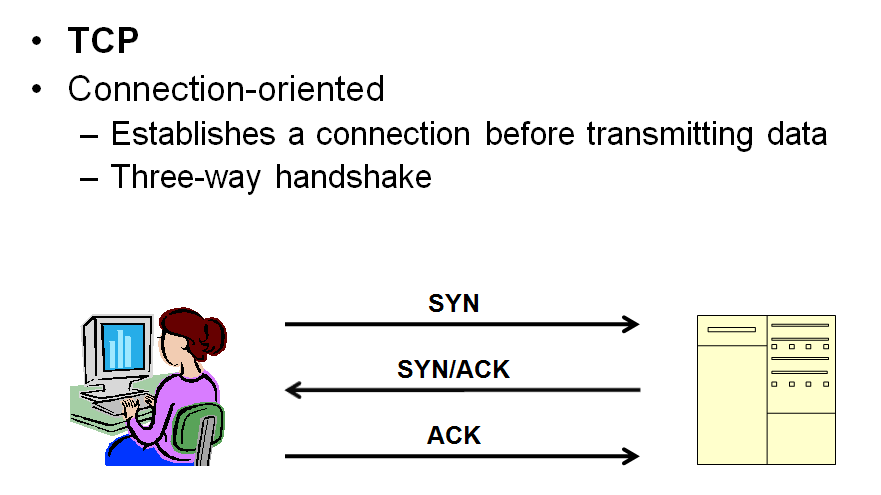 • TCP
• Connection-oriented
– Establishes a connection before transmitting data
– Three-way handshake
SYN
SYN/ACK
ACK